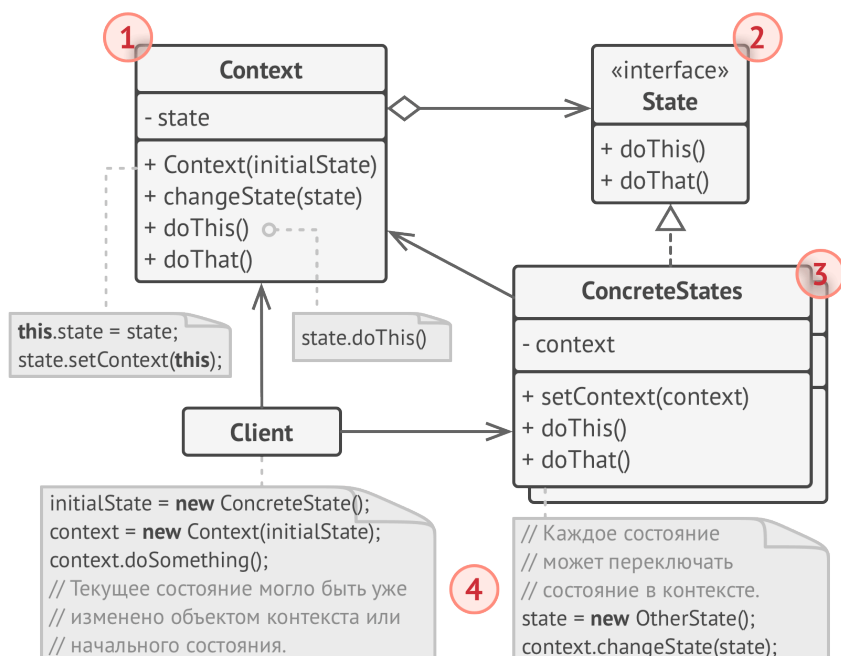 1
Context
- state
+ Context(initialState)
+ changeState(state)
+ doThis()
+ doThat()
2
«interface»
State
+ doThis()
+ doThat()
3
ConcreteStates
- context
+ setContext(context)
+ doThis()
+ doThat()
this.state = state;
state.setContext(this);
state.doThis()
Client
initialState = new ConcreteState();
context = new Context(initialState);
context.doSomething();
// Текущее состояние могло быть уже
// изменено объектом контекста или
// начального состояния.
4
// Каждое состояние
// может переключать
// состояние в контексте.
state = new OtherState();
context.changeState(state);